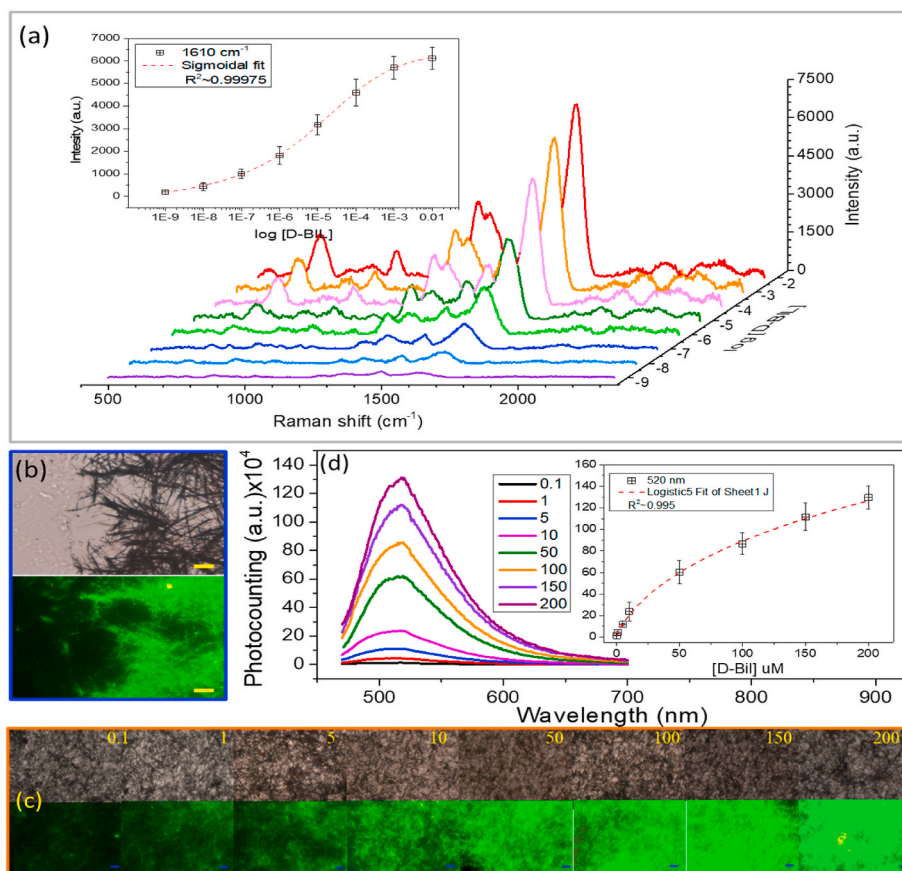 (a)
7000
6000
5000
4000
3000
2000
1000
0
Intesity (a.u.)
1610 cm⁻¹
Sigmoidal fit
R²~0.99975
1E-9 1E-8 1E-7 1E-6 1E-5 1E-4 1E-3 0.01
log [D-BIL]
7500
6000
4500
3000
1500
0
Intensity (a.u.)
-2
-3
-4
-5
-6
-7
-8
-9
log [D-BIL]
500 1000 1500 2000
Raman shift (cm⁻¹)
(b)
(d)
140
120
100
80
60
40
20
0
Photocounting (a.u.)x10⁴
0.1
1
5
10
50
100
150
200
160
140
120
100
80
60
40
20
0
520 nm
Logistic5 Fit of Sheet1 J
R²~0.995
0 50 100 150 200
[D-Bil] uM
500 600 700 800 900
Wavelength (nm)
(c)
0.1 1 5 10 50 100 150 200